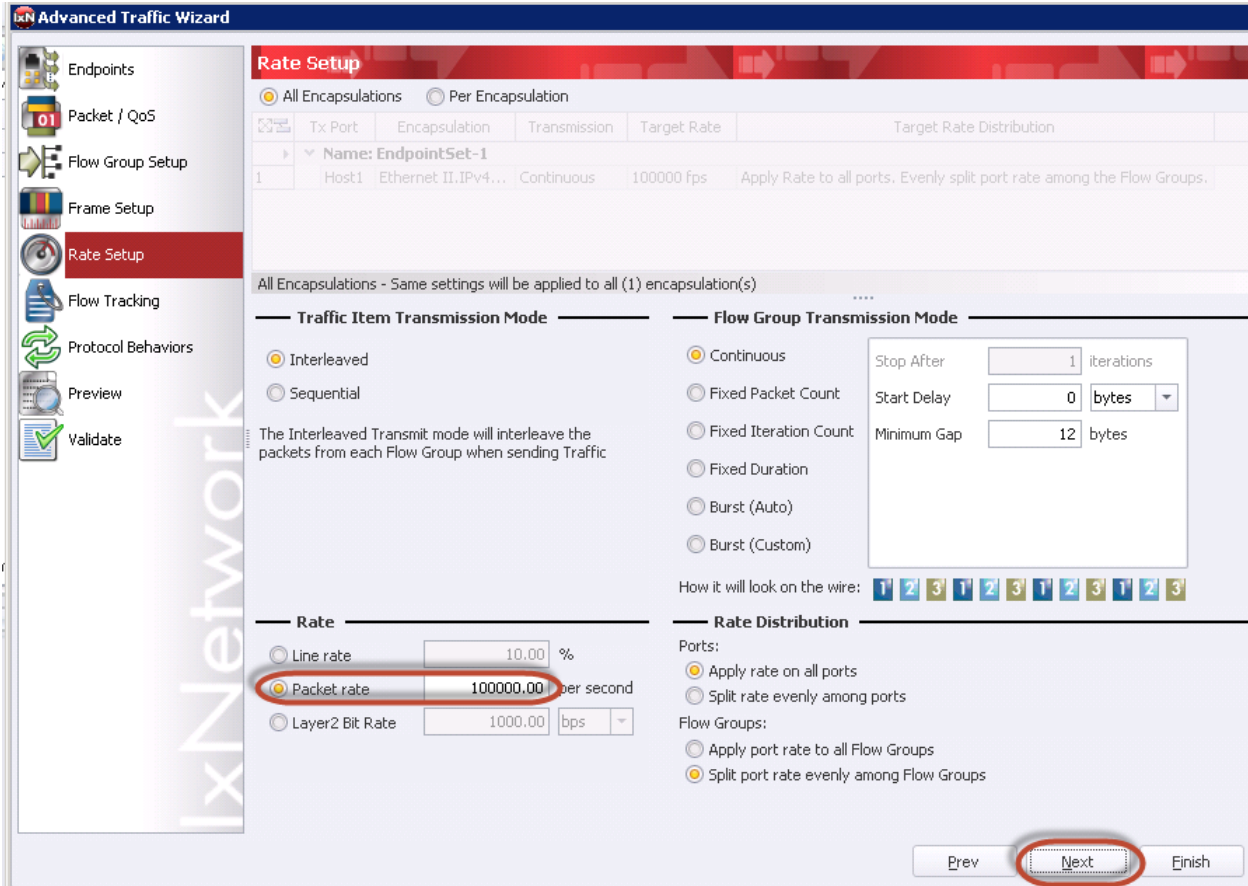 IxN Advanced Traffic Wizard
Endpoints
Packet / QoS
Flow Group Setup
Frame Setup
Rate Setup
Flow Tracking
Protocol Behaviors
Preview
Validate
IxNetwork
Rate Setup
All Encapsulations Per Encapsulation
Tx Port Encapsulation Transmission Target Rate Target Rate Distribution
Name: EndpointSet-1
1 Host1 Ethernet II.IPv4... Continuous 100000 fps Apply Rate to all ports. Evenly split port rate among the Flow Groups.
All Encapsulations - Same settings will be applied to all (1) encapsulation(s)
Traffic Item Transmission Mode
Interleaved
Sequential
The Interleaved Transmit mode will interleave the
packets from each Flow Group when sending Traffic
Flow Group Transmission Mode
Continuous
Fixed Packet Count
Fixed Iteration Count
Fixed Duration
Burst (Auto)
Burst (Custom)
Stop After 1 iterations
Start Delay 0 bytes
Minimum Gap 12 bytes
How it will look on the wire: 1 2 3 1 2 3 1 2 3 1 2 3
Rate
Line rate 10.00 %
Packet rate 100000.00 per second
Layer2 Bit Rate 1000.00 bps
Rate Distribution
Ports:
Apply rate on all ports
Split rate evenly among ports
Flow Groups:
Apply port rate to all Flow Groups
Split port rate evenly among Flow Groups
Prev Next Finish